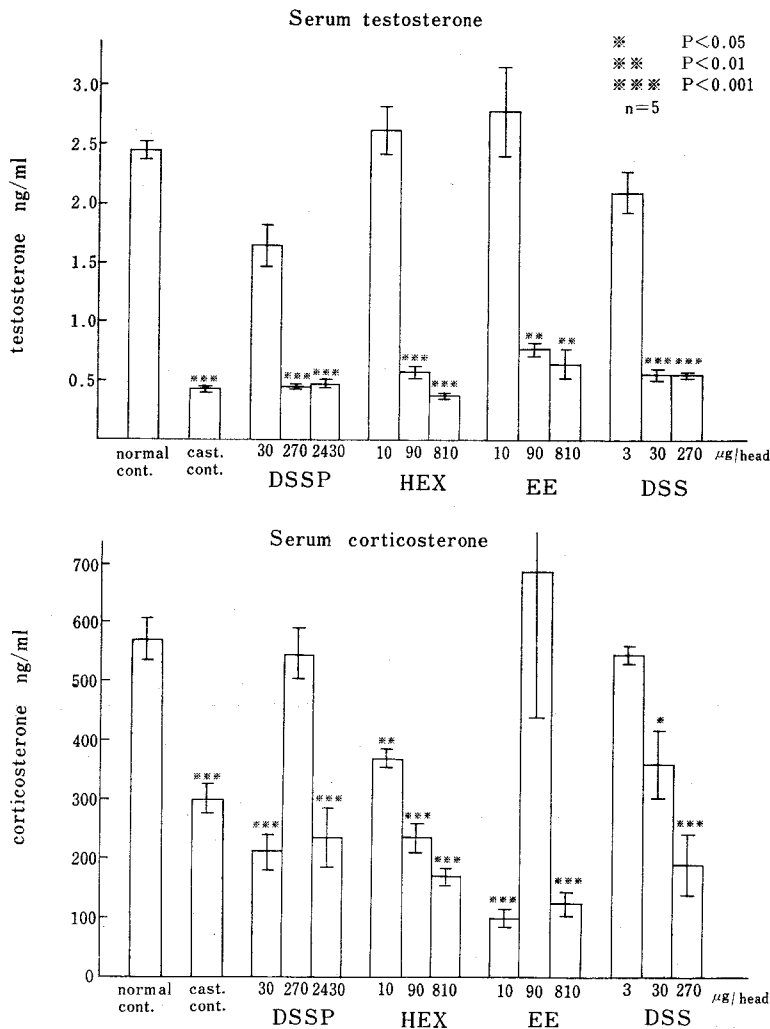 Serum testosterone
※ P<0.05
※※ P<0.01
※※※ P<0.001
n=5
testosterone ng/ml
3.0
2.5
2.0
1.5
1.0
0.5
※※※
※※※ ※※※
※※※ ※※※
※※ ※※
※※※ ※※※
normal cont.
cast. cont.
30 270 2430
10 90 810
10 90 810
3 30 270 μg/head
DSSP HEX EE DSS
Serum corticosterone
corticosterone ng/ml
700
600
500
400
300
200
100
0
※※※
※※※ ※※※
※※ ※※※ ※※※
※※※ ※※※
※ ※※※
normal cont.
cast. cont.
30 270 2430
10 90 810
10 90 810
3 30 270 μg/head
DSSP HEX EE DSS